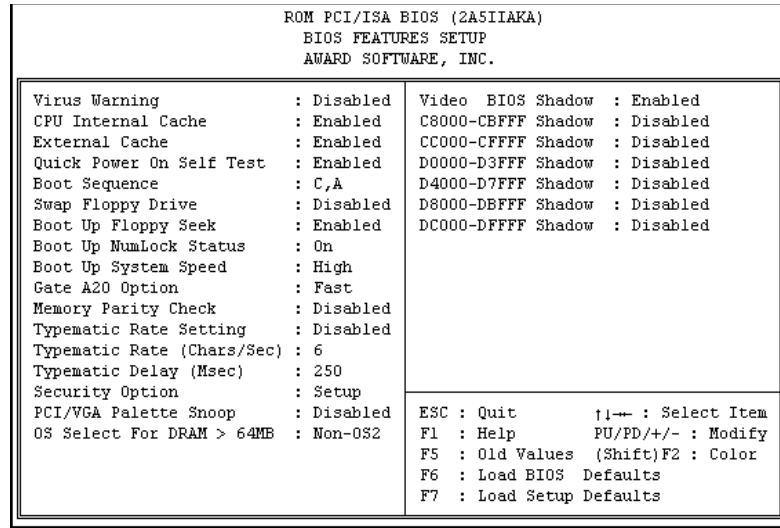 ROM PCI/ISA BIOS (2A5IIAKA)
BIOS FEATURES SETUP
AWARD SOFTWARE, INC.
Virus Warning : Disabled
CPU Internal Cache : Enabled
External Cache : Enabled
Quick Power On Self Test : Enabled
Boot Sequence : C,A
Swap Floppy Drive : Disabled
Boot Up Floppy Seek : Enabled
Boot Up NumLock Status : On
Boot Up System Speed : High
Gate A20 Option : Fast
Memory Parity Check : Disabled
Typematic Rate Setting : Disabled
Typematic Rate (Chars/Sec) : 6
Typematic Delay (Msec) : 250
Security Option : Setup
PCI/VGA Palette Snoop : Disabled
OS Select For DRAM > 64MB : Non-OS2
Video BIOS Shadow : Enabled
C8000-CBFFF Shadow : Disabled
CC000-CFFFF Shadow : Disabled
D0000-D3FFF Shadow : Disabled
D4000-D7FFF Shadow : Disabled
D8000-DBFFF Shadow : Disabled
DC000-DFFFF Shadow : Disabled
ESC : Quit ↑↓→← : Select Item
F1 : Help PU/PD/+/- : Modify
F5 : Old Values (Shift)F2 : Color
F6 : Load BIOS Defaults
F7 : Load Setup Defaults